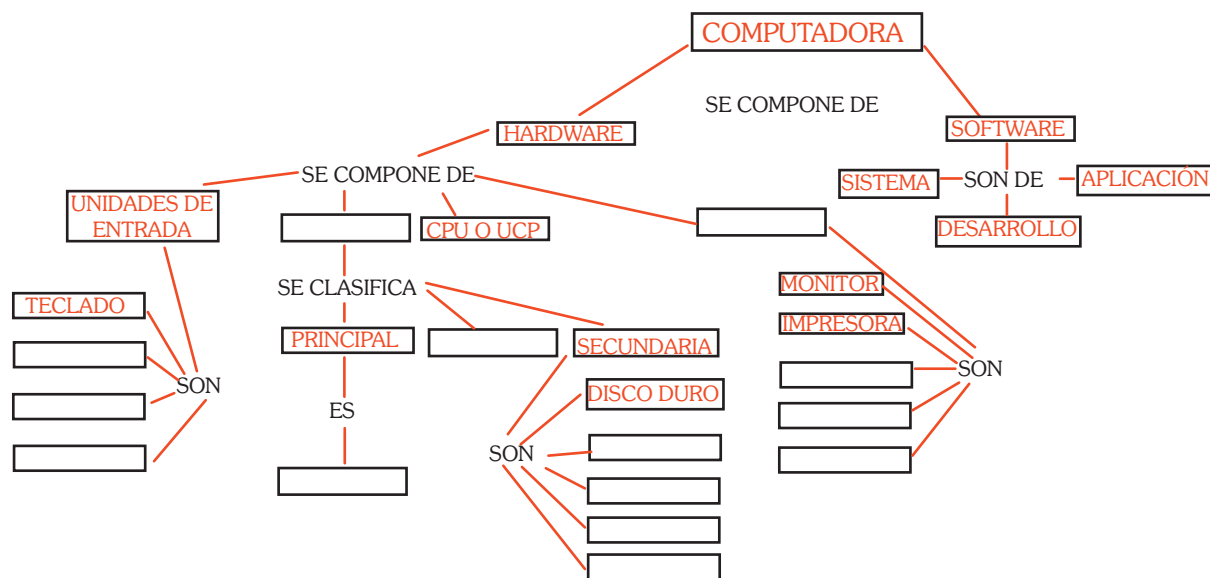 COMPUTADORA
SE COMPONE DE
HARDWARE
SOFTWARE
SE COMPONE DE
SISTEMA
SON DE
APLICACIÓN
UNIDADES DE
ENTRADA
CPU O UCP
DESARROLLO
SE CLASIFICA
MONITOR
TECLADO
IMPRESORA
PRINCIPAL
SECUNDARIA
SON
SON
DISCO DURO
ES
SON